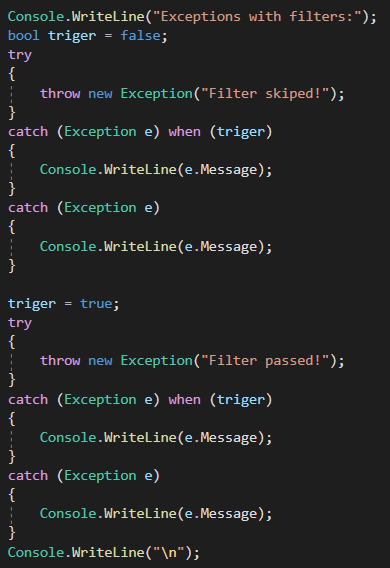 Console.WriteLine("Exceptions with filters:");
bool triger = false;
try
{
    throw new Exception("Filter skiped!");
}
catch (Exception e) when (triger)
{
    Console.WriteLine(e.Message);
}
catch (Exception e)
{
    Console.WriteLine(e.Message);
}

triger = true;
try
{
    throw new Exception("Filter passed!");
}
catch (Exception e) when (triger)
{
    Console.WriteLine(e.Message);
}
catch (Exception e)
{
    Console.WriteLine(e.Message);
}
Console.WriteLine("\n");